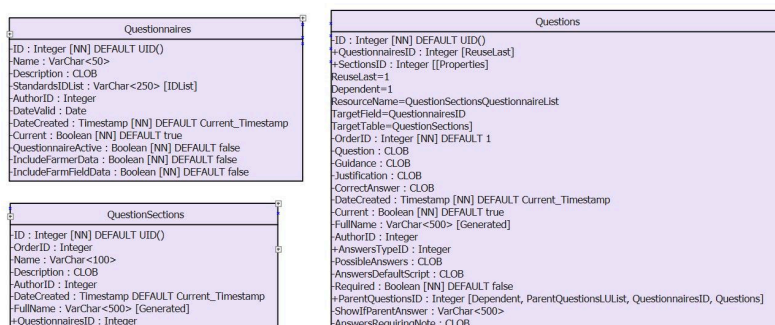 Questionnaires
-ID : Integer [NN] DEFAULT UID()
-Name : VarChar<50>
-Description : CLOB
-StandardsIDList : VarChar<250> [IDList]
-AuthorID : Integer
-DateValid : Date
-DateCreated : Timestamp [NN] DEFAULT Current_Timestamp
-Current : Boolean [NN] DEFAULT true
-QuestionnaireActive : Boolean [NN] DEFAULT false
-IncludeFarmerData : Boolean [NN] DEFAULT false
-IncludeFarmFieldData : Boolean [NN] DEFAULT false
QuestionSections
-ID : Integer [NN] DEFAULT UID()
-OrderID : Integer
-Name : VarChar<100>
-Description : CLOB
-AuthorID : Integer
-DateCreated : Timestamp DEFAULT Current_Timestamp
-FullName : VarChar<500> [Generated]
+QuestionnairesID : Integer
Questions
-ID : Integer [NN] DEFAULT UID()
+QuestionnairesID : Integer [ReuseLast]
+SectionsID : Integer [[Properties]
ReuseLast=1
Dependent=1
ResourceName=QuestionSectionsQuestionnaireList
TargetField=QuestionnairesID
TargetTable=QuestionSections]
-OrderID : Integer [NN] DEFAULT 1
-Question : CLOB
-Guidance : CLOB
-Justification : CLOB
-CorrectAnswer : CLOB
-DateCreated : Timestamp [NN] DEFAULT Current_Timestamp
-Current : Boolean [NN] DEFAULT true
-FullName : VarChar<500> [Generated]
-AuthorID : Integer
+AnswersTypeID : Integer
-PossibleAnswers : CLOB
-AnswersDefaultScript : CLOB
-Required : Boolean [NN] DEFAULT false
+ParentQuestionsID : Integer [Dependent, ParentQuestionsLUList, QuestionnairesID, Questions]
-ShowIfParentAnswer : VarChar<500>
-AnswersRequiringNote : CLOB